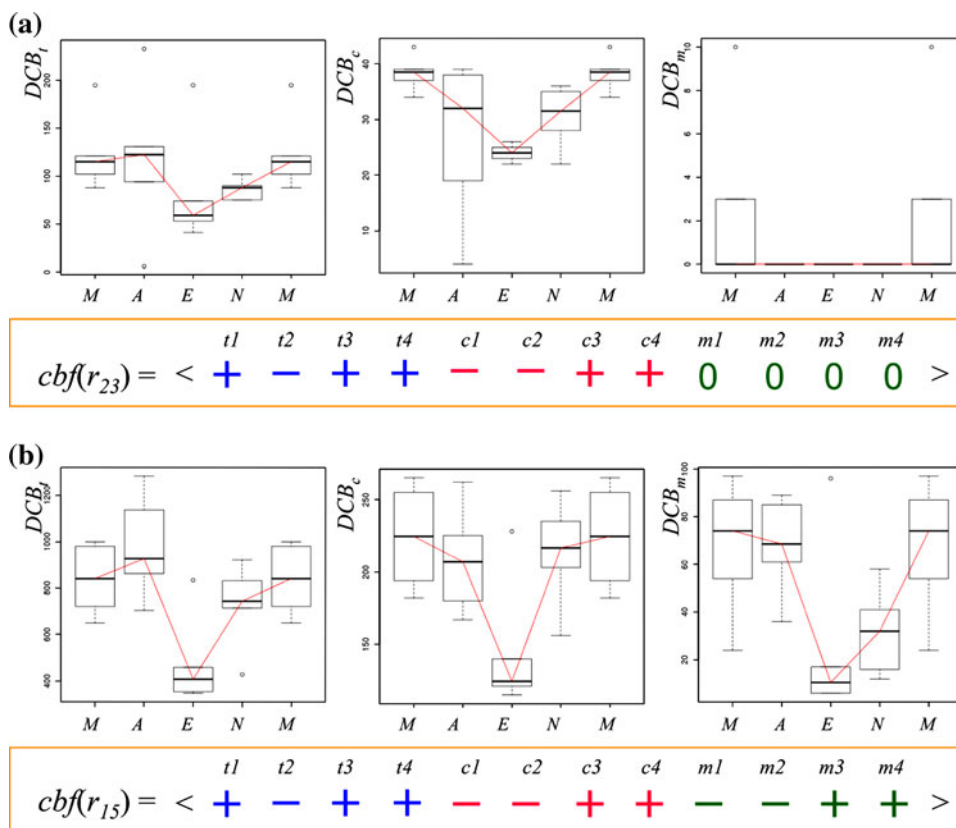 (a)
DCB_t
200
150
100
50
0
M A E N M
DCB_c
40
30
20
10
M A E N M
DCB_m
10
8
6
4
2
0
M A E N M
t1 t2 t3 t4 c1 c2 c3 c4 m1 m2 m3 m4
cbf(r_23) = < + − + + − − + + 0 0 0 0 >
(b)
DCB_t
1200
1000
800
600
400
M A E N M
DCB_c
250
200
150
M A E N M
DCB_m
100
80
60
40
20
M A E N M
t1 t2 t3 t4 c1 c2 c3 c4 m1 m2 m3 m4
cbf(r_15) = < + − + + − − + + − − + + >